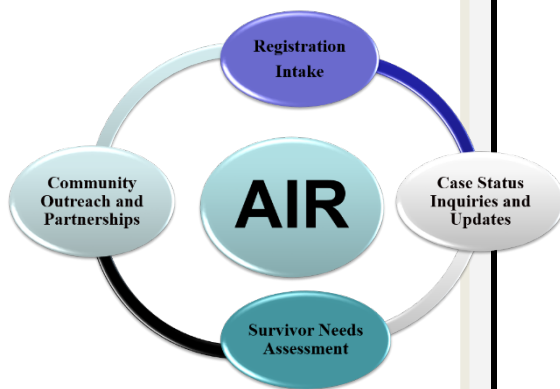 Registration
Intake
Community
Outreach and
Partnerships
AIR
Case Status
Inquiries and
Updates
Survivor Needs
Assessment